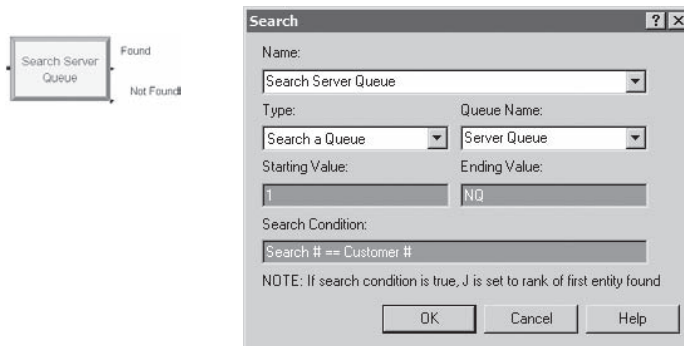 Search Server
Queue
Found
Not Found
Search
Name:
Search Server Queue
Type:
Queue Name:
Search a Queue
Server Queue
Starting Value:
Ending Value:
1
NQ
Search Condition:
Search # == Customer #
NOTE: If search condition is true, J is set to rank of first entity found
OK
Cancel
Help